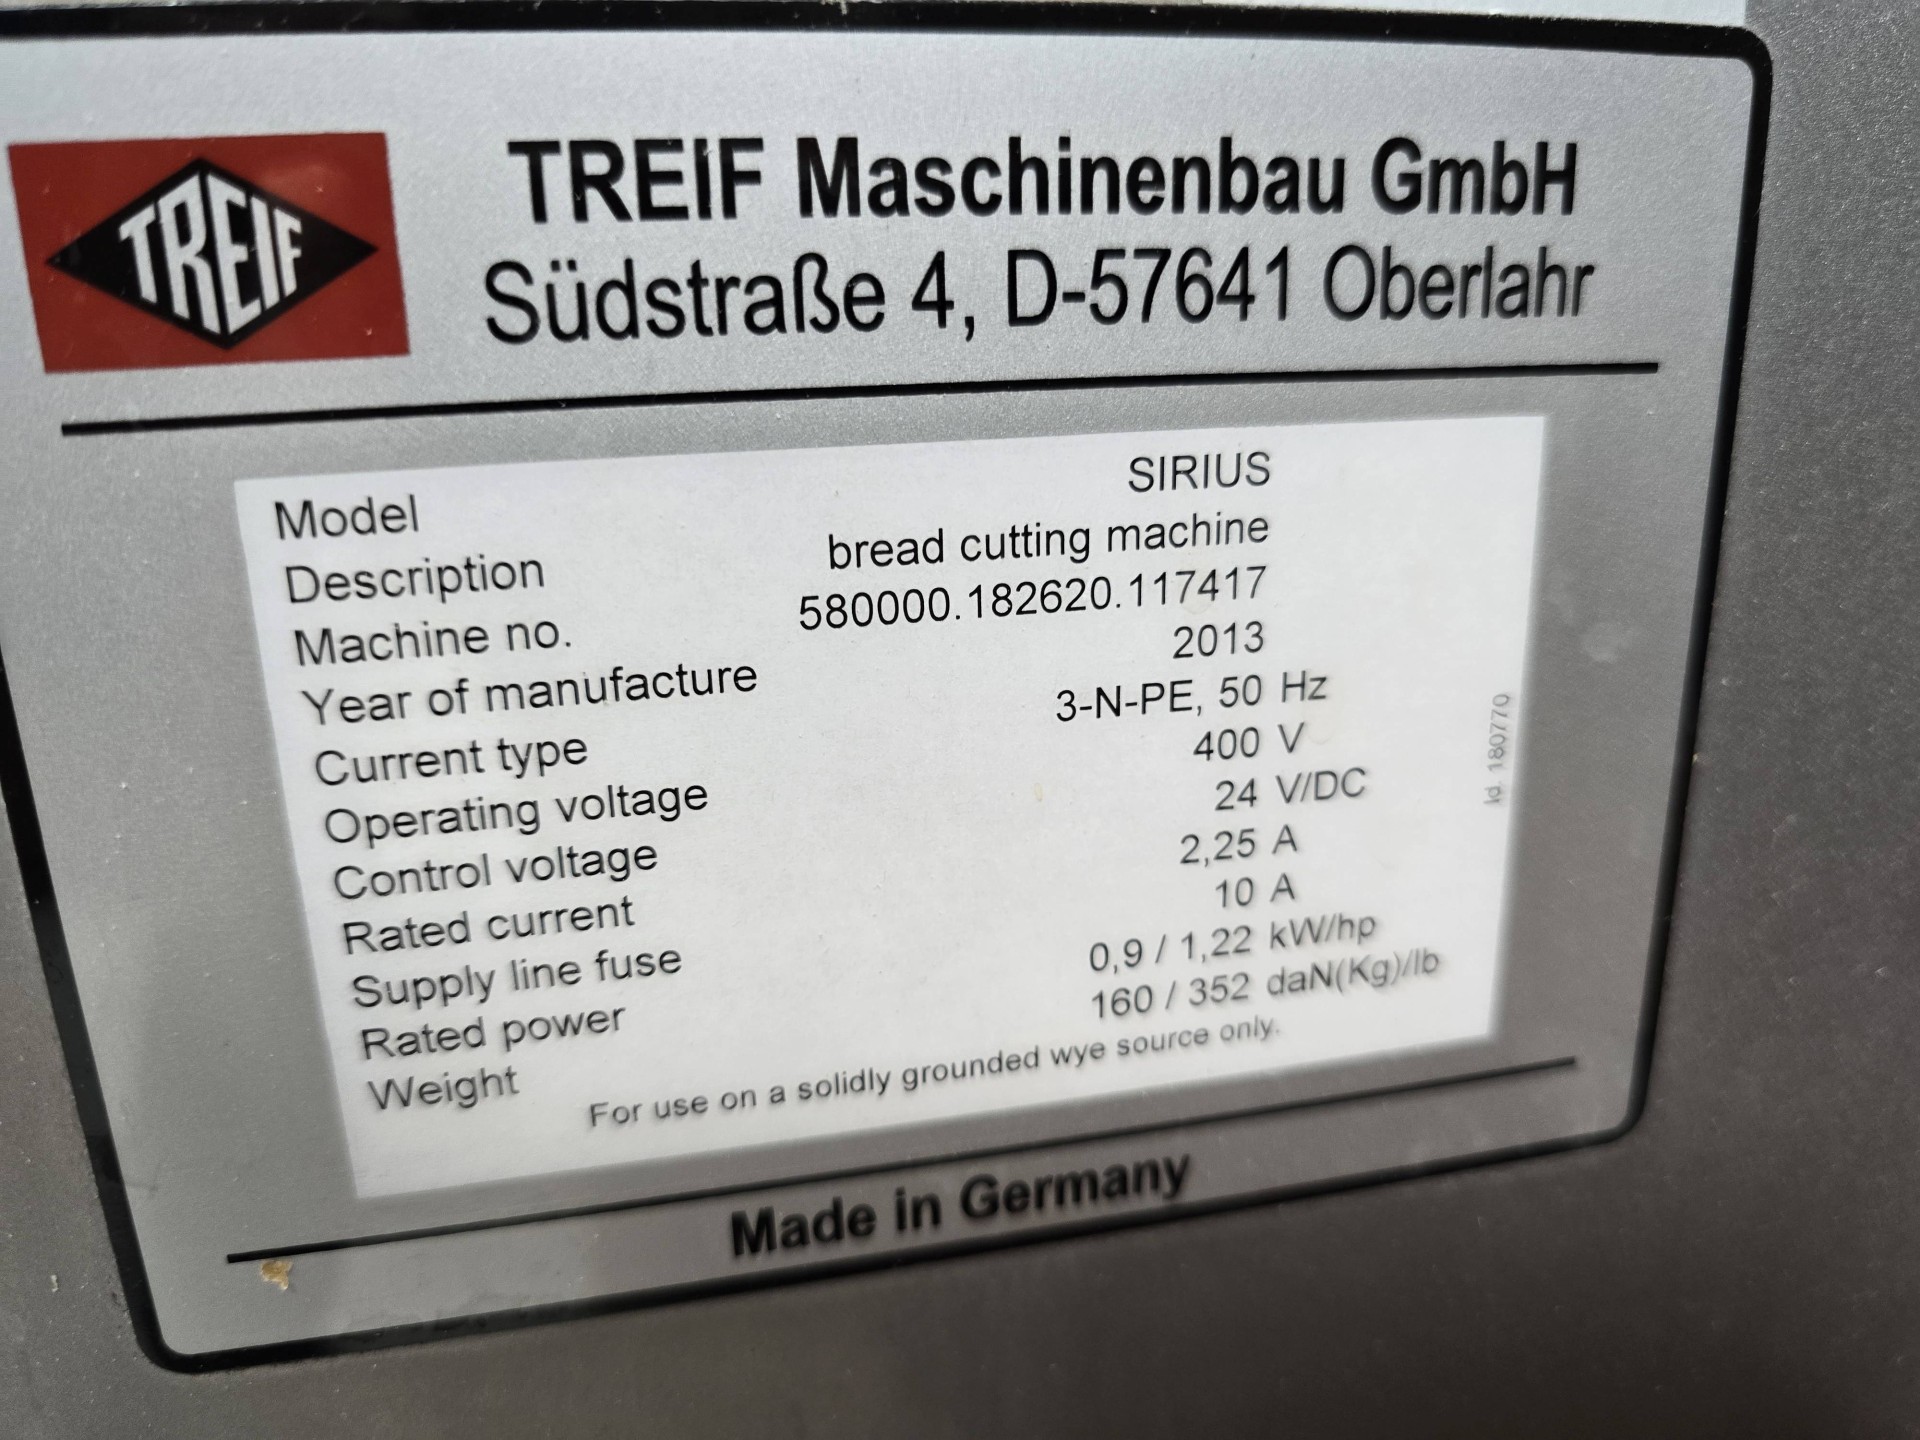 TREIF
TREIF Maschinenbau GmbH
Südstraße 4, D-57641 Oberlahr
Model SIRIUS
Description bread cutting machine
Machine no. 580000.182620.117417
Year of manufacture 2013
Current type 3-N-PE, 50 Hz
Operating voltage 400 V
Control voltage 24 V/DC
Rated current 2,25 A
Supply line fuse 10 A
Rated power 0,9 / 1,22 kW/hp
Weight 160 / 352 daN(Kg)/lb
For use on a solidly grounded wye source only.
Id. 180770
Made in Germany